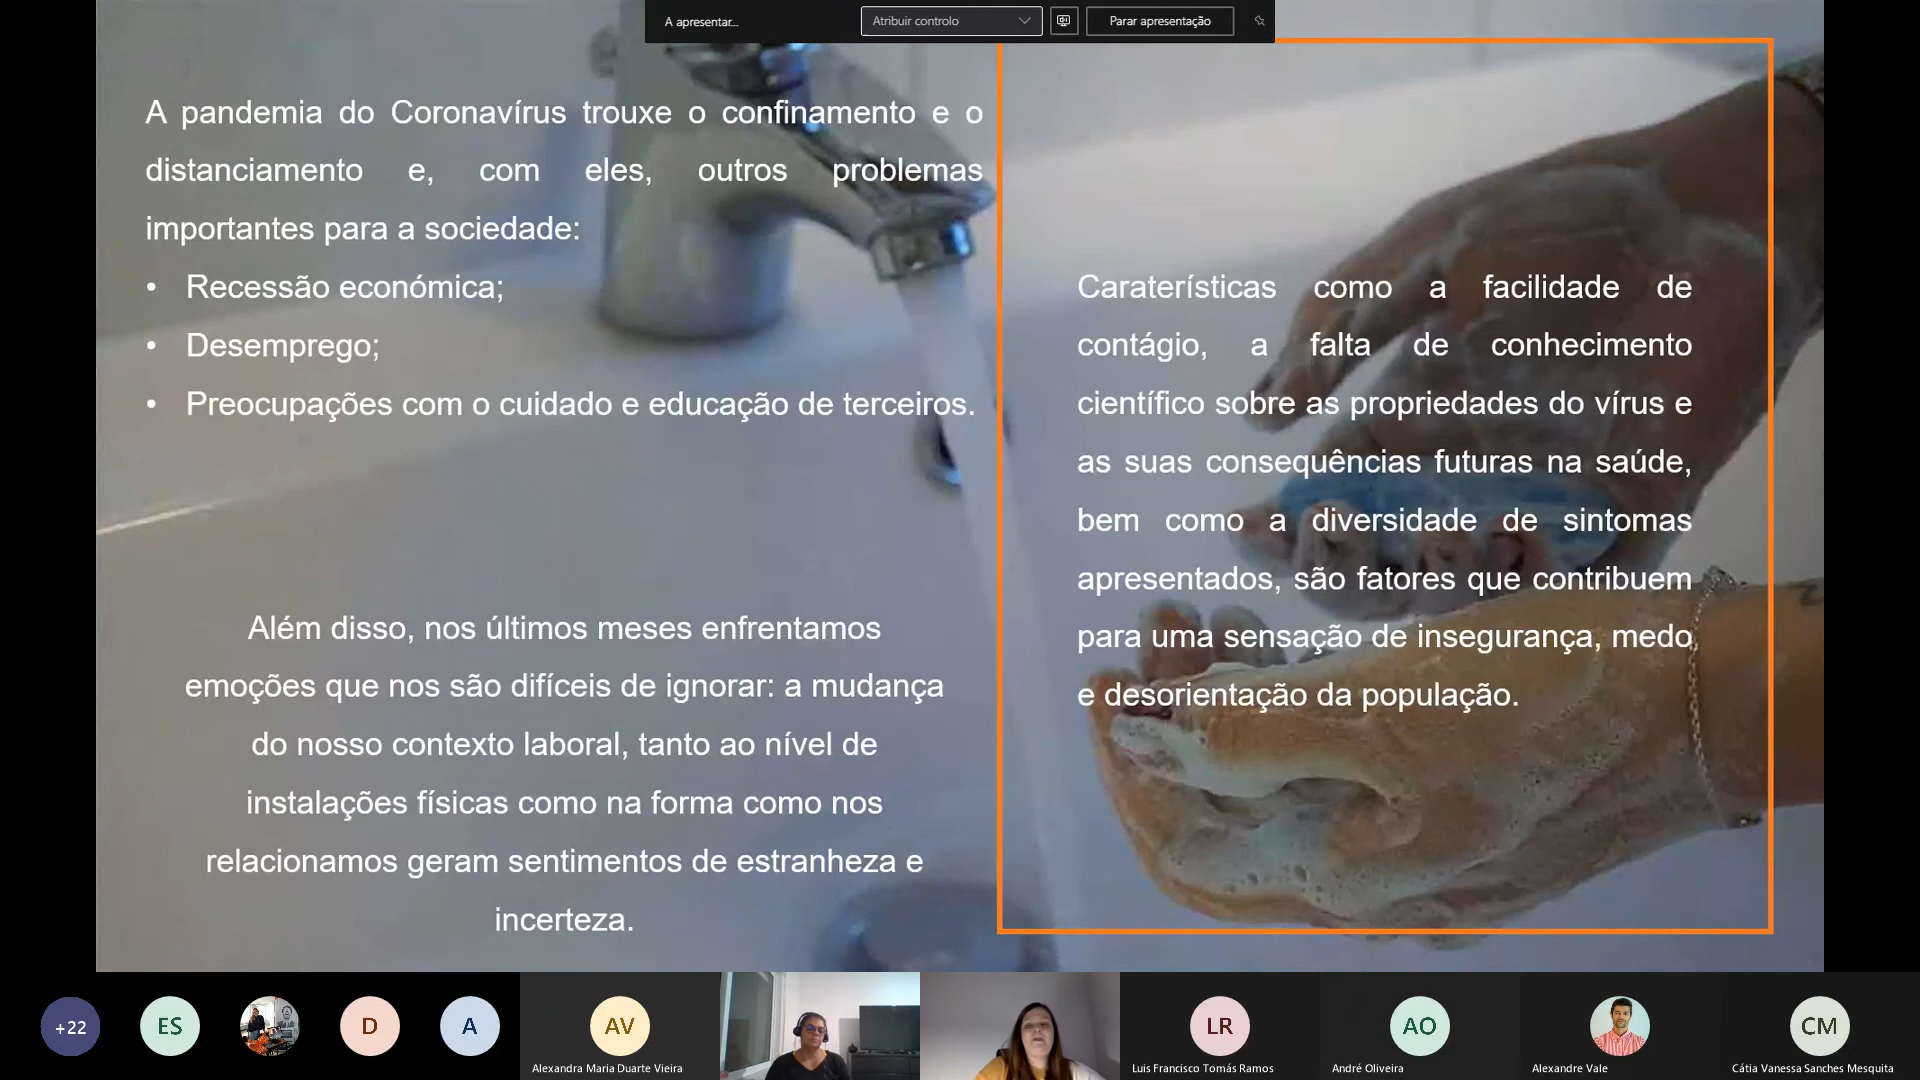 A apresentar...
Atribuir controlo
Parar apresentação
A pandemia do Coronavírus trouxe o confinamento e o
distanciamento e, com eles, outros problemas
importantes para a sociedade:
• Recessão económica;
• Desemprego;
• Preocupações com o cuidado e educação de terceiros.
Além disso, nos últimos meses enfrentamos
emoções que nos são difíceis de ignorar: a mudança
do nosso contexto laboral, tanto ao nível de
instalações físicas como na forma como nos
relacionamos geram sentimentos de estranheza e
incerteza.
Caraterísticas como a facilidade de
contágio, a falta de conhecimento
científico sobre as propriedades do vírus e
as suas consequências futuras na saúde,
bem como a diversidade de sintomas
apresentados, são fatores que contribuem
para uma sensação de insegurança, medo
e desorientação da população.
+22
ES
D
A
AV
Alexandra Maria Duarte Vieira
LR
Luis Francisco Tomás Ramos
AO
André Oliveira
Alexandre Vale
CM
Cátia Vanessa Sanches Mesquita